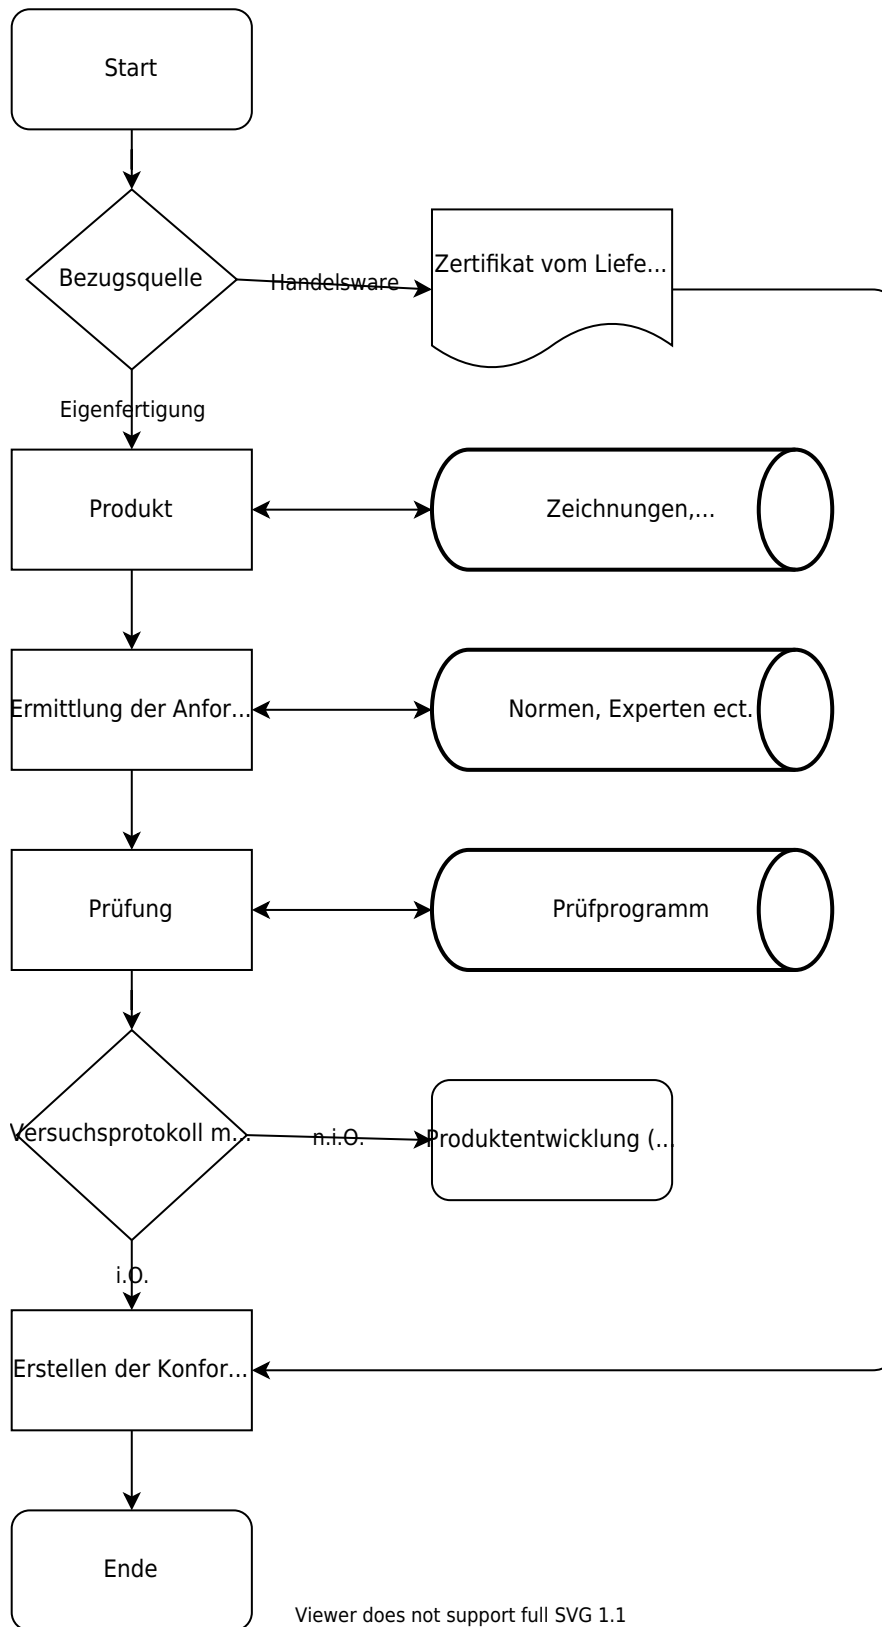 Start
Bezugsquelle
Handelsware
Zertifikat vom Liefe...
Eigenfertigung
Produkt
Zeichnungen,...
Ermittlung der Anfor...
Normen, Experten ect.
Prüfung
Prüfprogramm
Versuchsprotokoll m...
n.i.O.
Produktentwicklung (...
i.O.
Erstellen der Konfor...
Ende
Viewer does not support full SVG 1.1